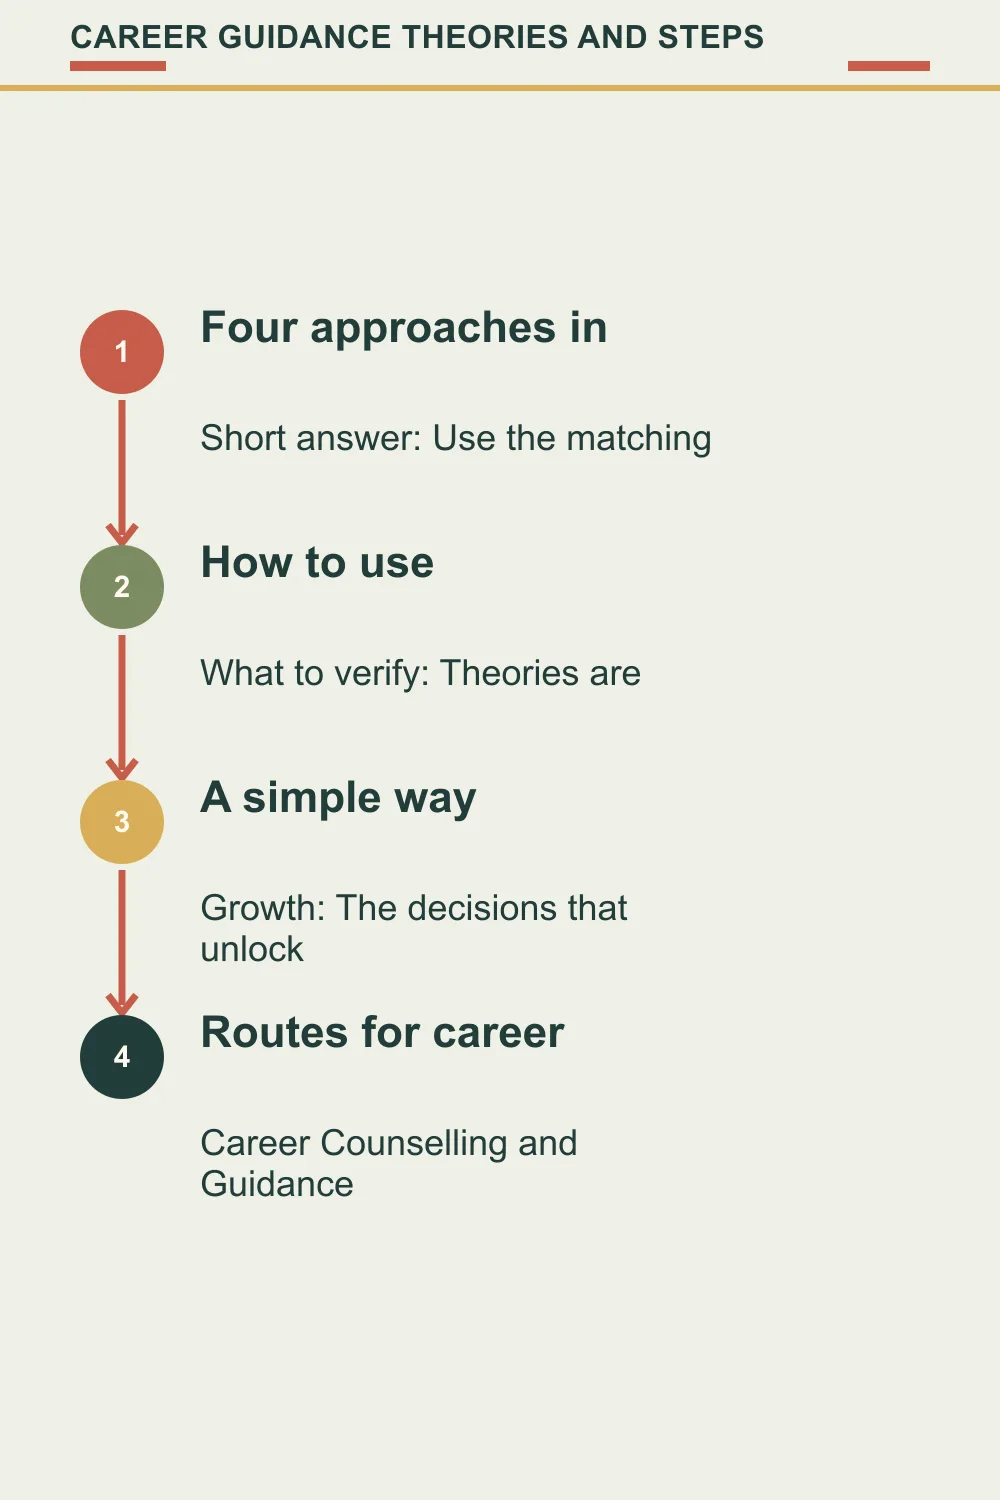 CAREER GUIDANCE THEORIES AND STEPS
1
Four approaches in
Short answer: Use the matching
2
How to use
What to verify: Theories are
3
A simple way
Growth: The decisions that
unlock
4
Routes for career
Career Counselling and
Guidance